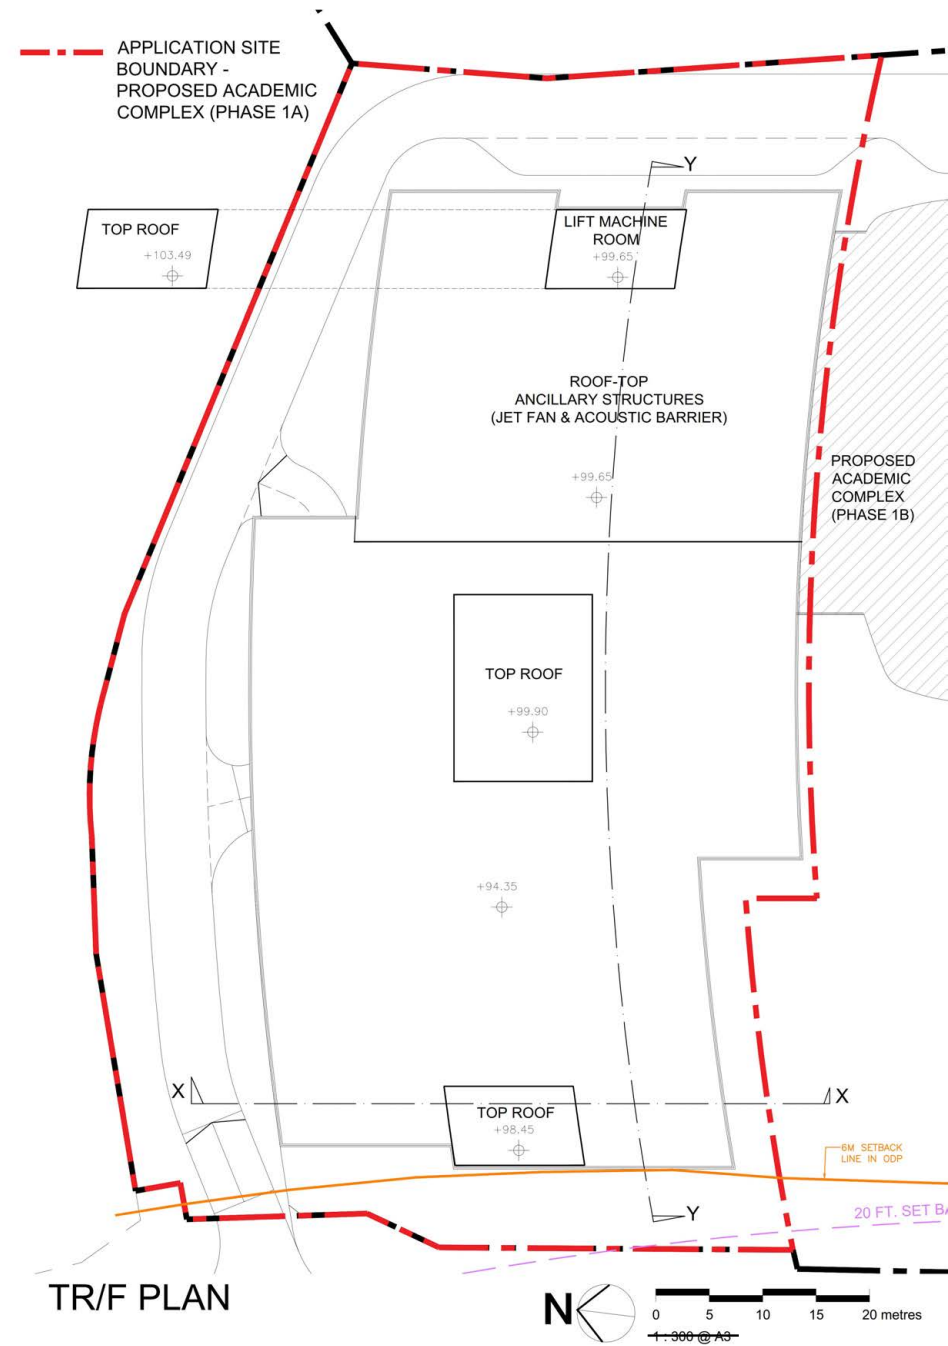 APPLICATION SITE
BOUNDARY -
PROPOSED ACADEMIC
COMPLEX (PHASE 1A)
Y
TOP ROOF
+103.49
LIFT MACHINE
ROOM
+99.65
ROOF-TOP
ANCILLARY STRUCTURES
(JET FAN & ACOUSTIC BARRIER)
+99.65
PROPOSED
ACADEMIC
COMPLEX
(PHASE 1B)
TOP ROOF
+99.90
+94.35
X
X
TOP ROOF
+98.45
6M SETBACK
LINE IN ODP
Y
20 FT. SET BA
TR/F PLAN
N
0 5 10 15 20 metres
1 : 300 @ A3